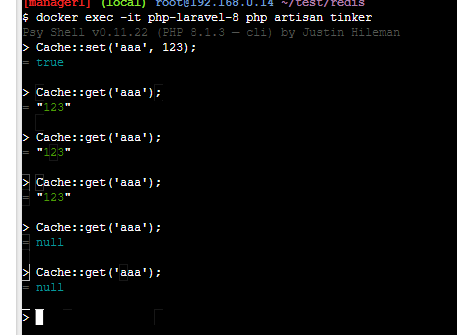 [manager1] (local) root@192.168.0.14 ~/test/redis
$ docker exec -it php-laravel-8 php artisan tinker
Psy Shell v0.11.22 (PHP 8.1.3 — cli) by Justin Hileman
> Cache::set('aaa', 123);
= true
> Cache::get('aaa');
= "123"
> Cache::get('aaa');
= "123"
> Cache::get('aaa');
= "123"
> Cache::get('aaa');
= null
> Cache::get('aaa');
= null
>